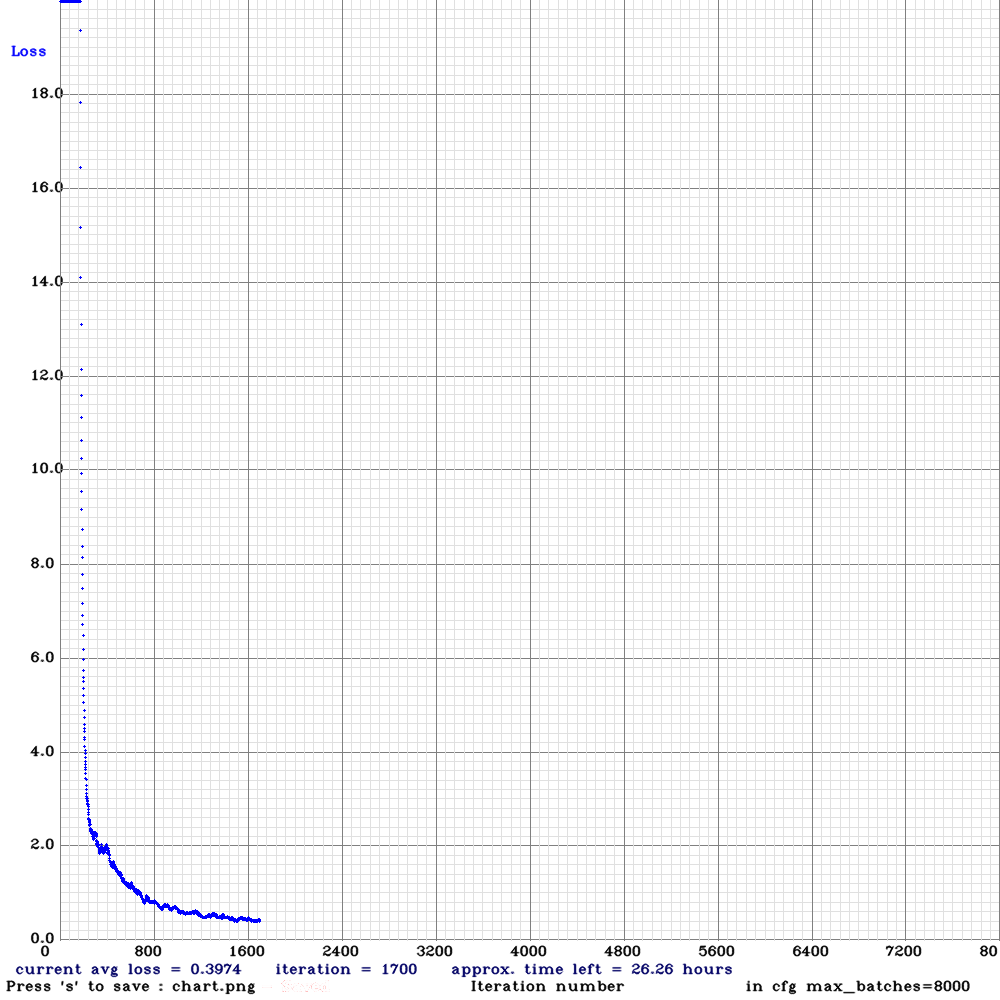 Loss
18.0
16.0
14.0
12.0
10.0
8.0
6.0
4.0
2.0
0.0
0 800 1600 2400 3200 4000 4800 5600 6400 7200 80
current avg loss = 0.3974 iteration = 1700 approx. time left = 26.26 hours
Press 's' to save : chart.png Iteration number in cfg max_batches=8000